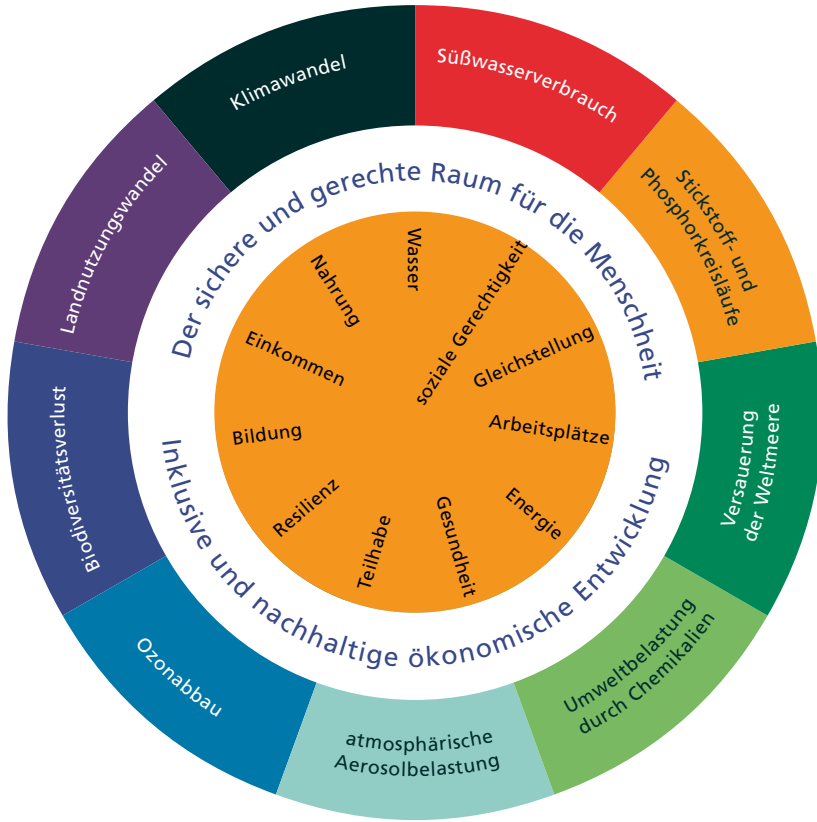 Klimawandel
Süßwasserverbrauch
Stickstoff- und
Phosphorkreisläufe
Versauerung
der Weltmeere
Umweltbelastung
durch Chemikalien
atmosphärische
Aerosolbelastung
Ozonabbau
Biodiversitätsverlust
Landnutzungswandel
Der sichere und gerechte Raum für die Menschheit
Inklusive und nachhaltige ökonomische Entwicklung
Wasser
soziale Gerechtigkeit
Gleichstellung
Arbeitsplätze
Energie
Gesundheit
Teilhabe
Resilienz
Bildung
Einkommen
Nahrung